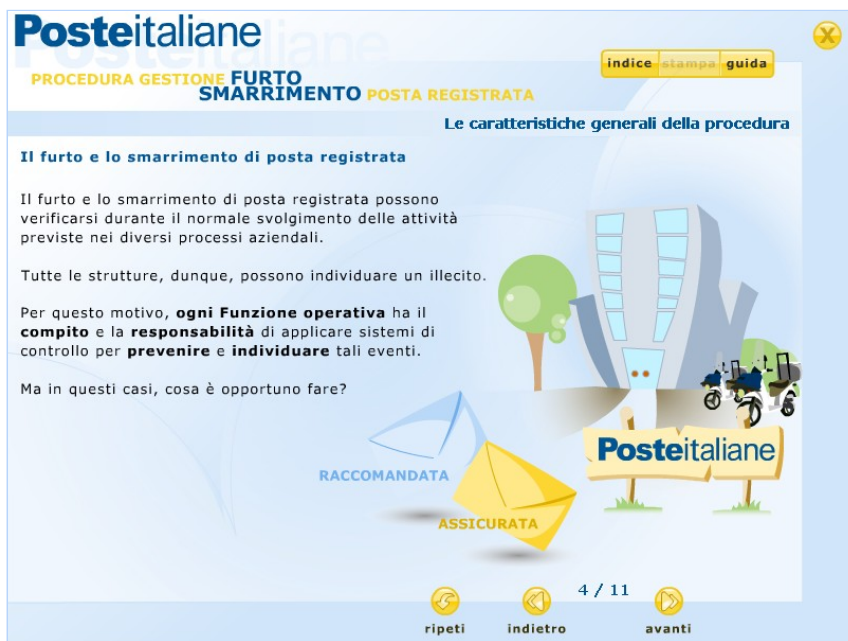 Posteitaliane
PROCEDURA GESTIONE FURTO
SMARRIMENTO POSTA REGISTRATA
indice stampa guida
X
Le caratteristiche generali della procedura
Il furto e lo smarrimento di posta registrata
Il furto e lo smarrimento di posta registrata possono
verificarsi durante il normale svolgimento delle attività
previste nei diversi processi aziendali.
Tutte le strutture, dunque, possono individuare un illecito.
Per questo motivo, ogni Funzione operativa ha il
compito e la responsabilità di applicare sistemi di
controllo per prevenire e individuare tali eventi.
Ma in questi casi, cosa è opportuno fare?
Posteitaliane
RACCOMANDATA
ASSICURATA
4 / 11
ripeti indietro avanti